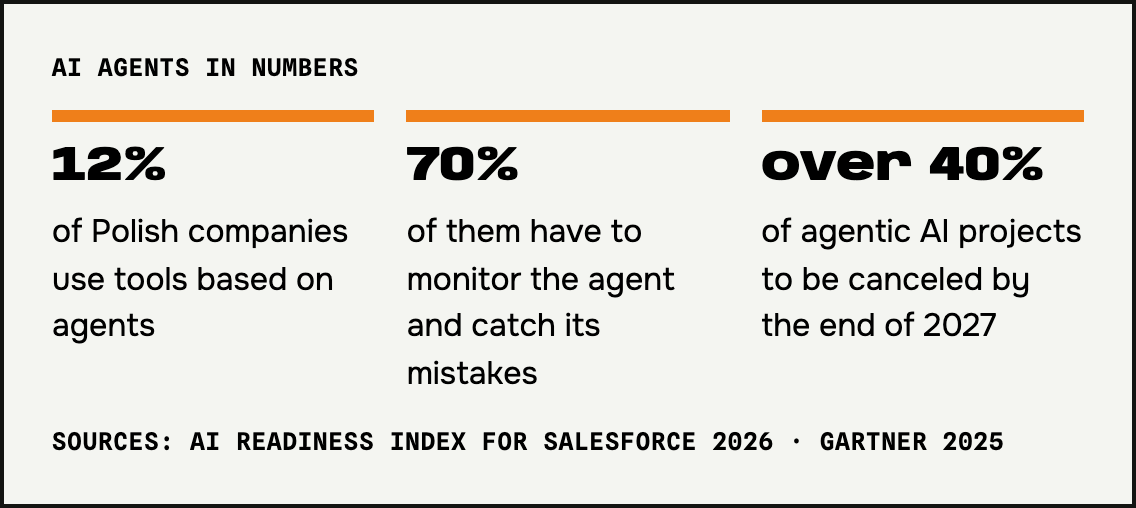 AI AGENTS IN NUMBERS
12%
of Polish companies
use tools based on
agents
70%
of them have to
monitor the agent
and catch its
mistakes
over 40%
of agentic AI projects
to be canceled by
the end of 2027
SOURCES: AI READINESS INDEX FOR SALESFORCE 2026 · GARTNER 2025